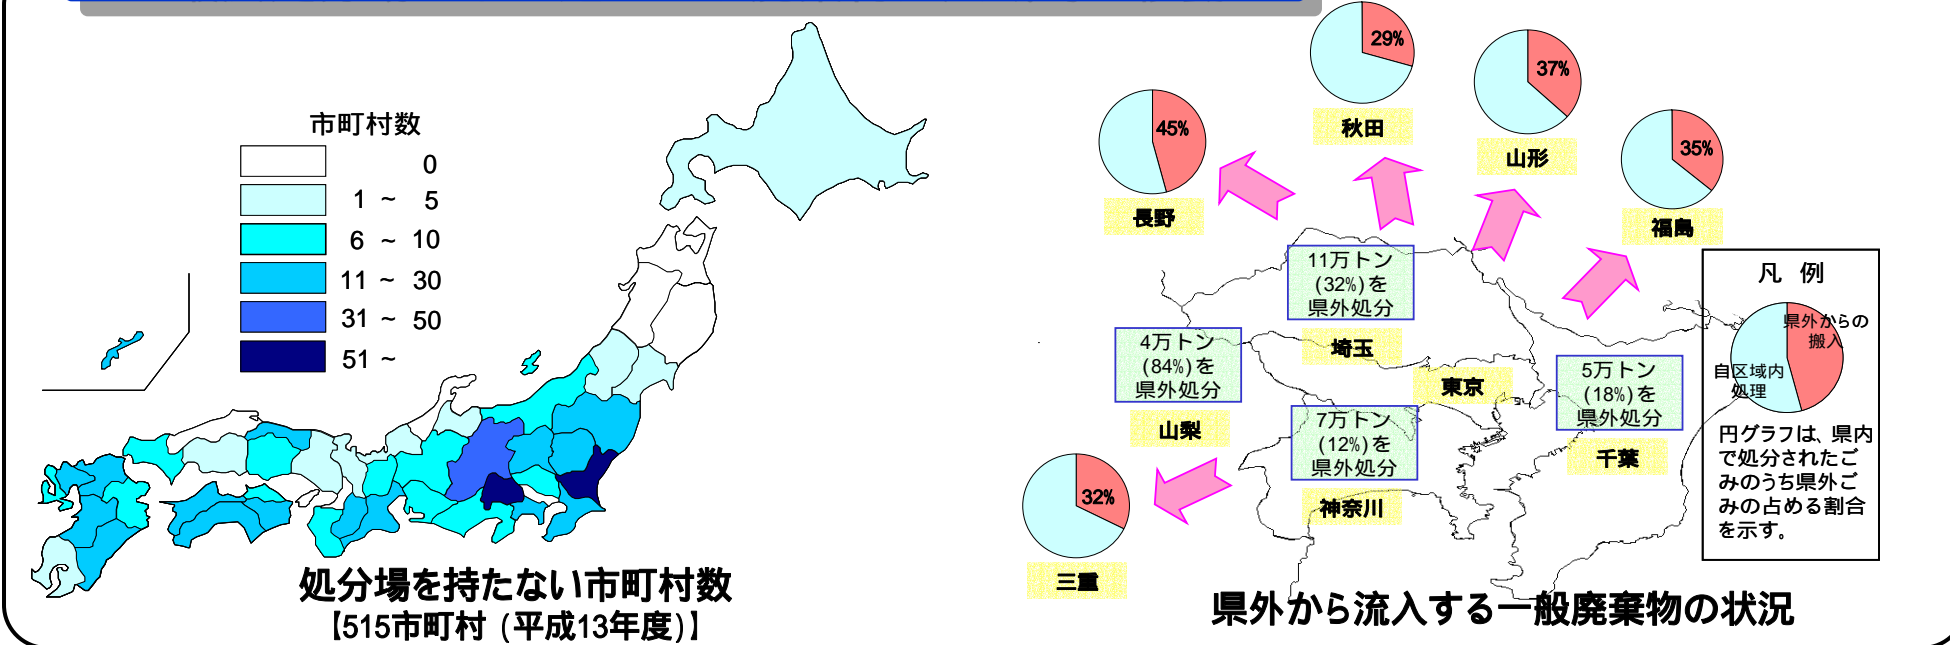 市町村数
0
1 ~ 5
6 ~ 10
11 ~ 30
31 ~ 50
51 ~
処分場を持たない市町村数
【515市町村 (平成13年度)】
29%
秋田
37%
山形
45%
長野
35%
福島
11万トン
(32%)を
県外処分
埼玉
4万トン
(84%)を
県外処分
山梨
東京
5万トン
(18%)を
県外処分
千葉
7万トン
(12%)を
県外処分
神奈川
32%
三重
凡 例
県外からの
搬入
自区域内
処理
円グラフは、県内
で処分されたご
みのうち県外ご
みの占める割合
を示す。
県外から流入する一般廃棄物の状況